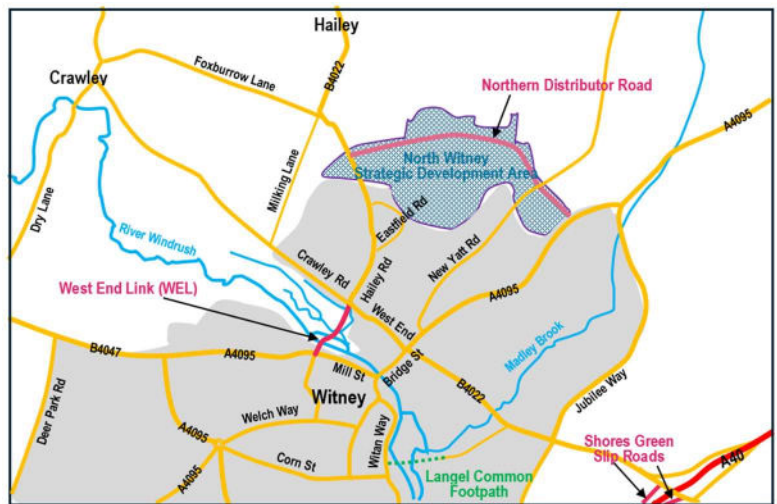 Hailey
Crawley
Foxburrow Lane
B4022
Northern Distributor Road
A4095
North Witney
Strategic Development Area
Milking Lane
Dry Lane
Eastfield Rd
River Windrush
New Yatt Rd
Crawley Rd
Hailey Rd
West End Link (WEL)
A4095
West End
Madley Brook
B4047
A4095
Mill St
Bridge St
B4022
Jubilee Way
Deer Park Rd
Witney
Welch Way
Witan Way
A4095
Corn St
A4095
Langel Common
Footpath
Shores Green
Slip Roads
A40